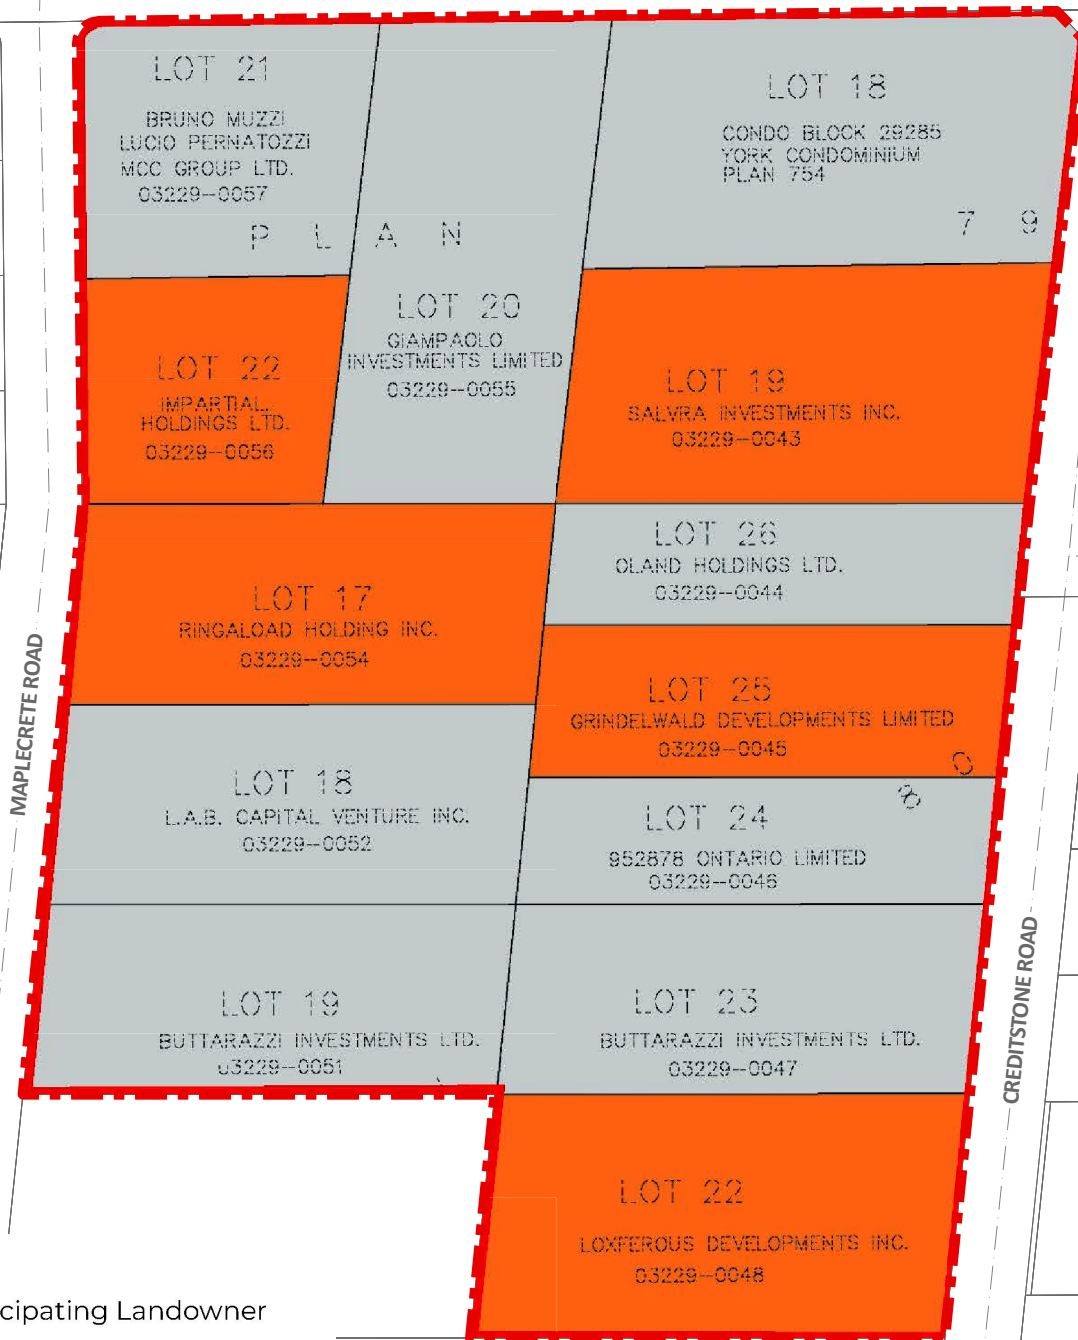 LOT 21
BRUNO MUZZI
LUCIO PERNATOZZI
MCC GROUP LTD.
03229-0057
LOT 18
CONDO BLOCK 29285
YORK CONDOMINIUM
PLAN 754
P L A N
7 9
LOT 20
GIAMPAOLO
INVESTMENTS LIMITED
03229-0055
LOT 22
IMPARTIAL
HOLDINGS LTD.
03229-0056
LOT 19
SALVRA INVESTMENTS INC.
03229-0043
LOT 26
OLAND HOLDINGS LTD.
03229-0044
LOT 17
RINGALOAD HOLDING INC.
03229-0054
LOT 25
GRINDELWALD DEVELOPMENTS LIMITED
03229-0045
8 0
MAPLECRETE ROAD
LOT 18
L.A.B. CAPITAL VENTURE INC.
03229-0052
LOT 24
952878 ONTARIO LIMITED
03229-0046
LOT 19
BUTTARAZZI INVESTMENTS LTD.
03229-0051
LOT 23
BUTTARAZZI INVESTMENTS LTD.
03229-0047
CREDITSTONE ROAD
LOT 22
LOXFEROUS DEVELOPMENTS INC.
03229-0048
cipating Landowner